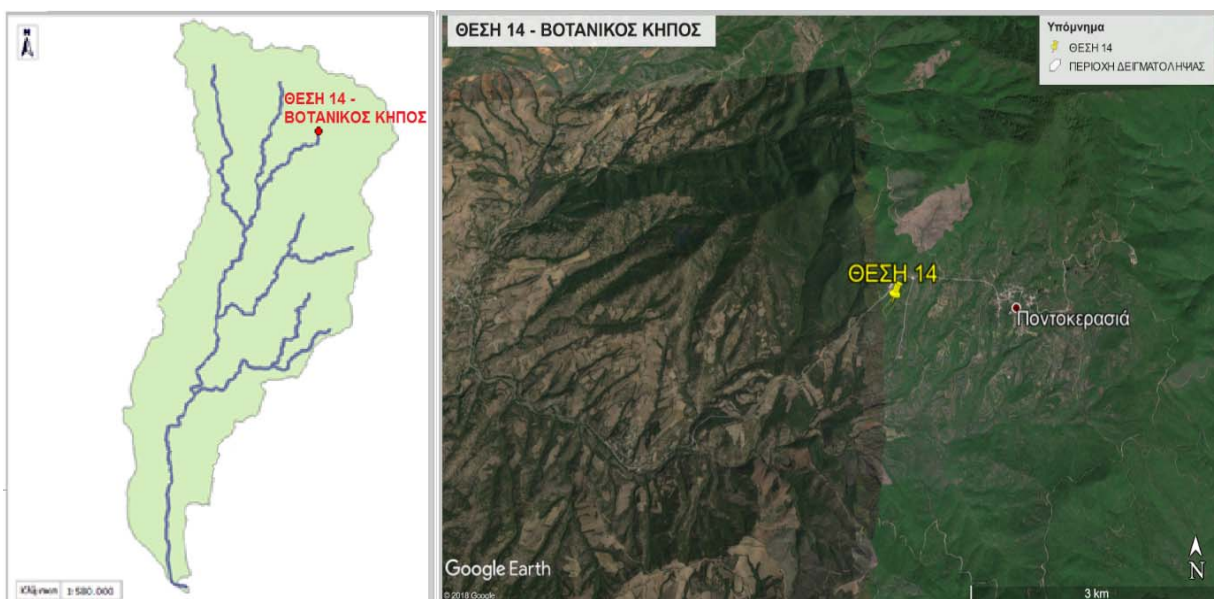 N
ΘΕΣΗ 14 -
ΒΟΤΑΝΙΚΟΣ ΚΗΠΟΣ
Κλίμακα 1:580.000
ΘΕΣΗ 14 - ΒΟΤΑΝΙΚΟΣ ΚΗΠΟΣ
Υπόμνημα
ΘΕΣΗ 14
ΠΕΡΙΟΧΗ ΔΕΙΓΜΑΤΟΛΗΨΙΑΣ
ΘΕΣΗ 14
Ποντοκερασιά
Google Earth
© 2018 Google
N
3 km